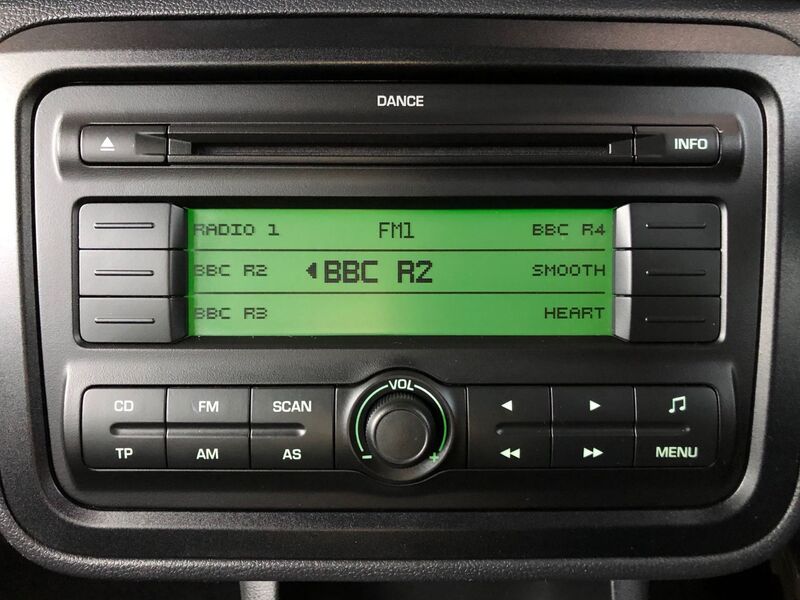 DANCE
INFO
RADIO 1 FM1 BBC R4
BBC R2 BBC R2 SMOOTH
BBC R3 HEART
VOL
CD FM SCAN
TP AM AS MENU
- +